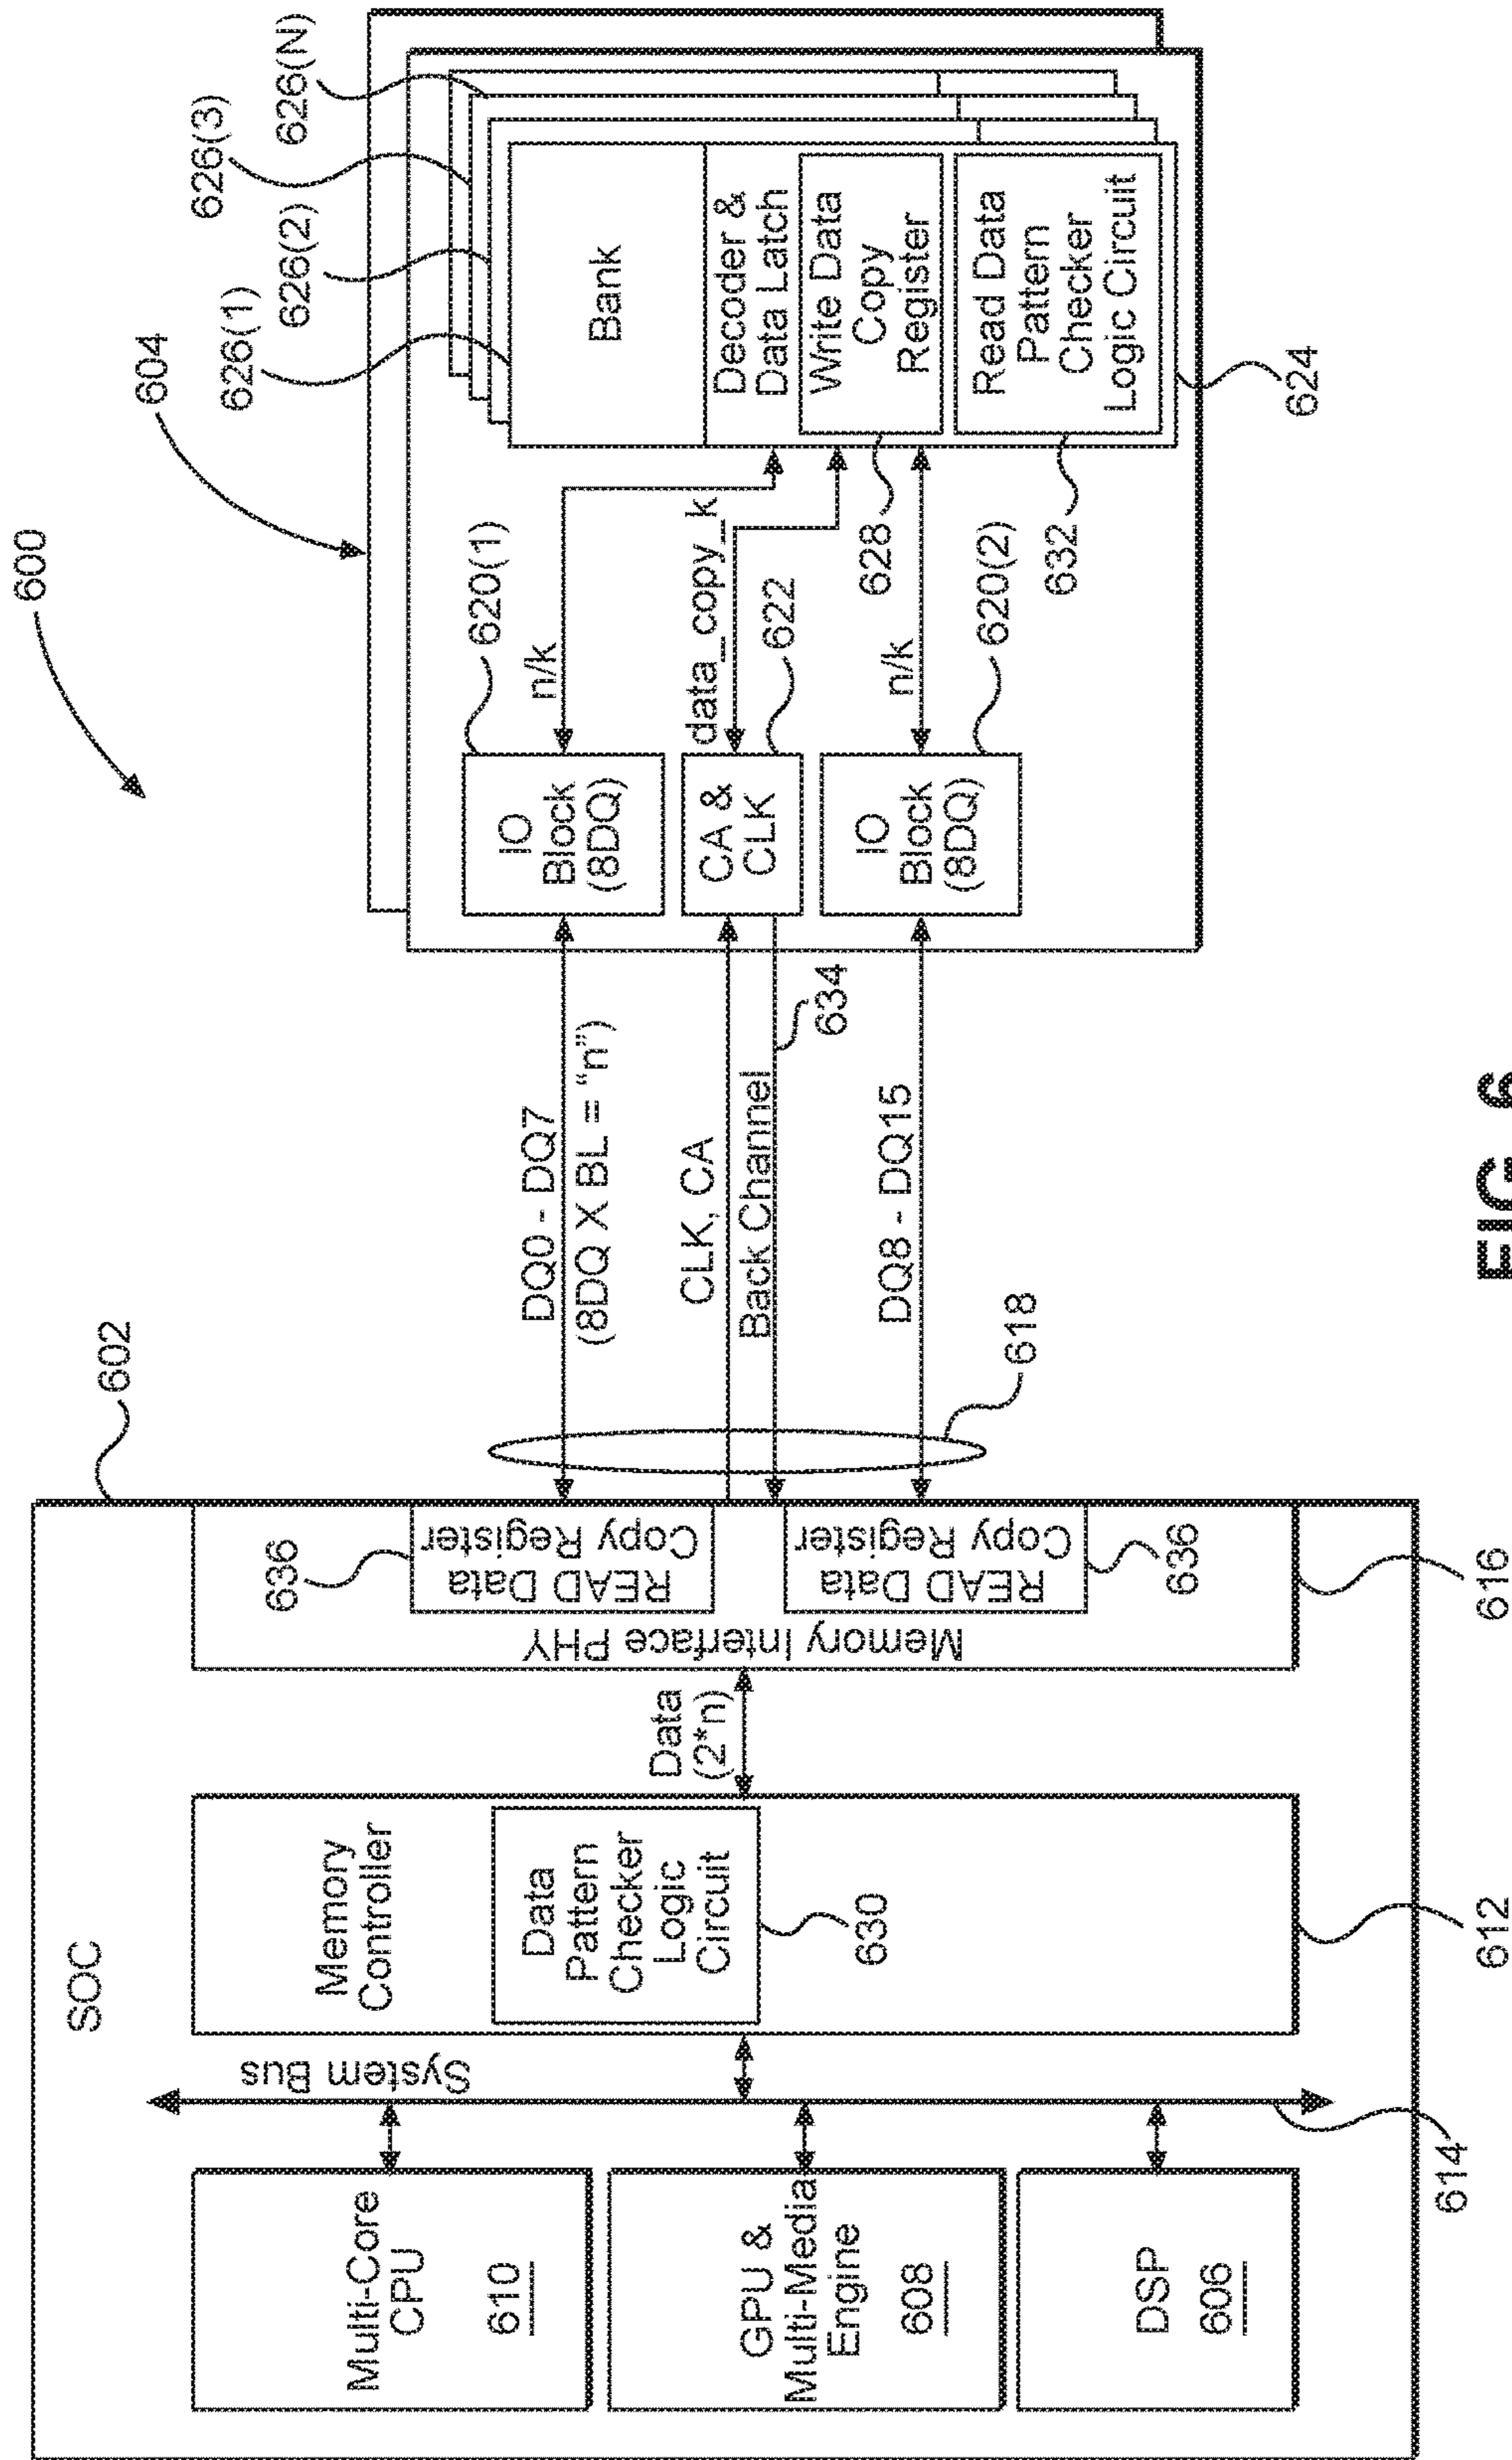 600
602
SOC
Multi-Core
CPU
610
GPU &
Multi-Media
Engine
608
DSP
606
System Bus
614
Memory
Controller
Data
Pattern
Checker
Logic
Circuit
630
612
Data
(2*n)
Memory Interface PHY
636
READ Data
Copy Register
READ Data
Copy Register
636
616
DQ0 - DQ7
(8DQ X BL = “n”)
CLK, CA
Back Channel
634
DQ8 - DQ15
618
604
IO
Block
(8DQ)
620(1)
n/k
CA &
CLK
data_copy_k
622
IO
Block
(8DQ)
n/k
620(2)
626(1)
626(2)
626(3)
626(N)
Bank
Decoder &
Data Latch
Write Data
Copy
Register
628
Read Data
Pattern
Checker
Logic Circuit
632
624
FIG. 6